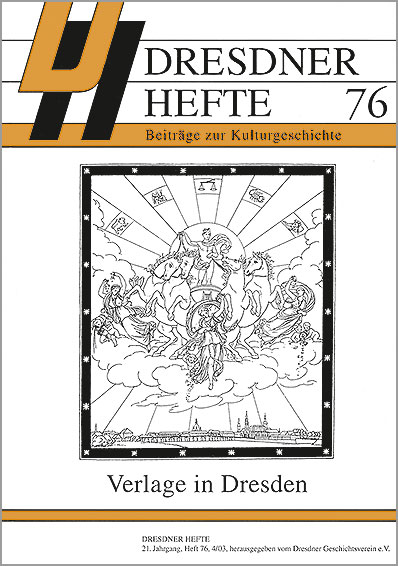 DRESDNER
HEFTE 76
Beiträge zur Kulturgeschichte
Verlage in Dresden
DRESDNER HEFTE
21. Jahrgang, Heft 76, 4/03, herausgegeben vom Dresdner Geschichtsverein e.V.